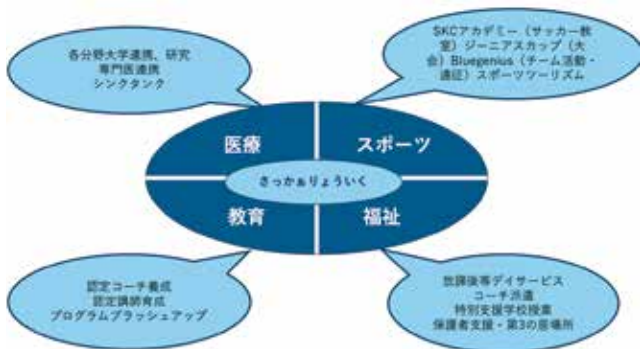 各分野大学連携、研究
専門医連携
シンクタンク
SKCアカデミー(サッカー教
室)ジーニアスカップ(大
会)Bluegenius(チーム活動・
遠征)スポーツツーリズム
医療
スポーツ
さっかぁりょういく
教育
福祉
認定コーチ養成
認定講師育成
プログラムブラッシュアップ
放課後等デイサービス
コーチ派遣
特別支援学校授業
保護者支援・第3の居場所